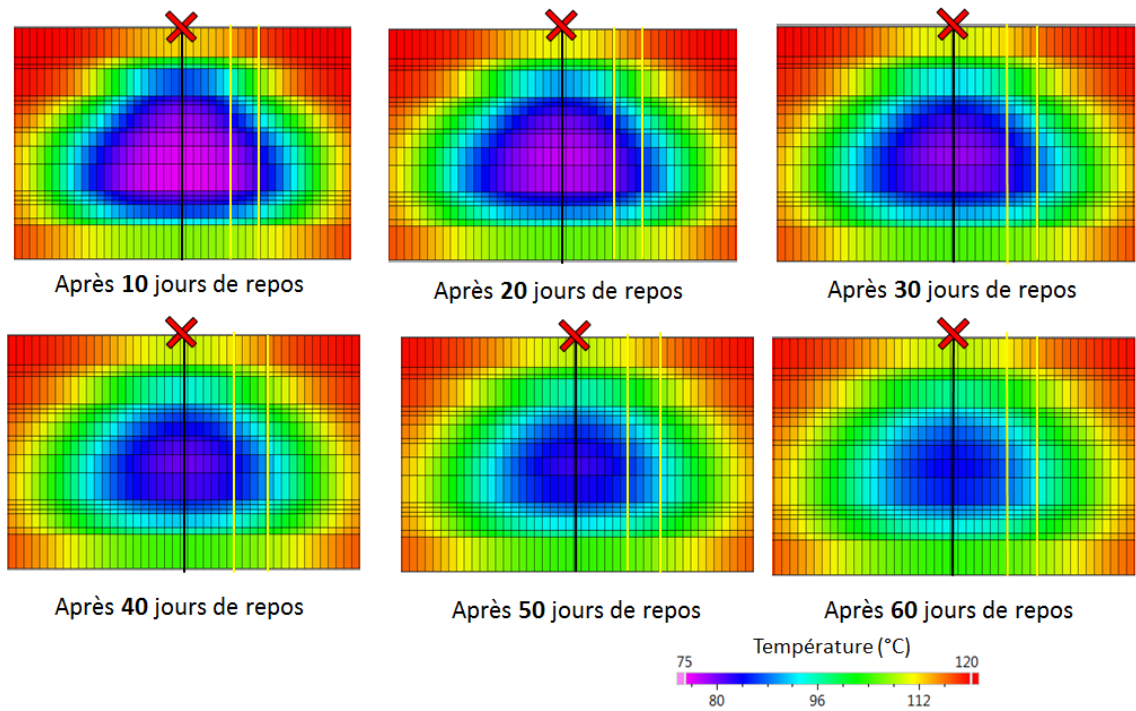 Après 10 jours de repos
Après 20 jours de repos
Après 30 jours de repos
Après 40 jours de repos
Après 50 jours de repos
Après 60 jours de repos
Température (°C)
75 120
80 96 112